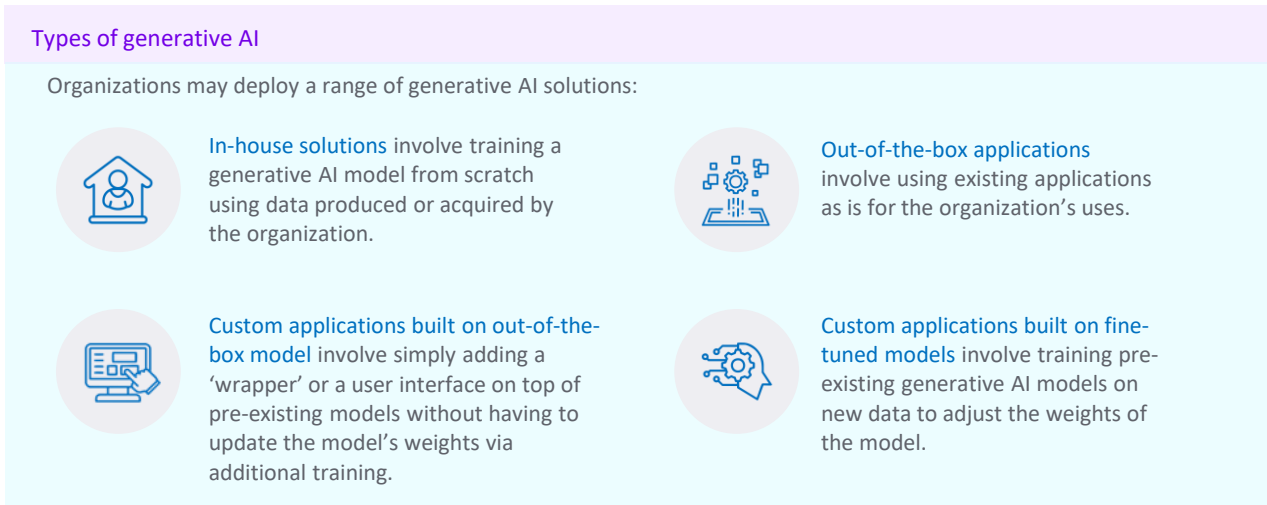 Types of generative AI
Organizations may deploy a range of generative AI solutions:
In-house solutions involve training a
generative AI model from scratch
using data produced or acquired by
the organization.
Out-of-the-box applications
involve using existing applications
as is for the organization’s uses.
Custom applications built on out-of-the-
box model involve simply adding a
‘wrapper’ or a user interface on top of
pre-existing models without having to
update the model’s weights via
additional training.
Custom applications built on fine-
tuned models involve training pre-
existing generative AI models on
new data to adjust the weights of
the model.